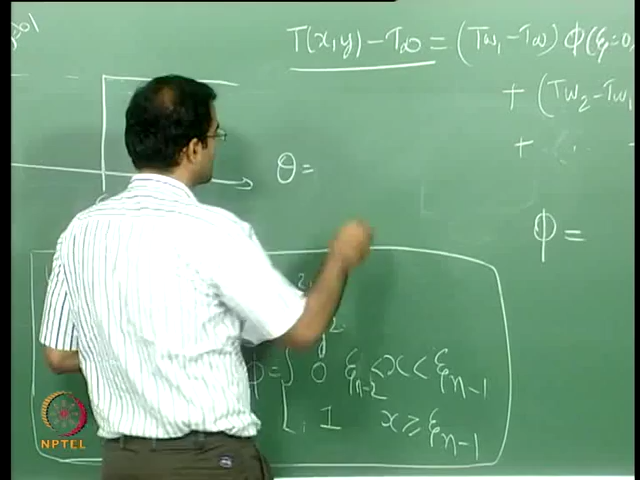 T(x,y) - T∞ = (Tw₁ - T∞) ϕ(ξ=0,
+ (Tw₂ - Tw₁
+
θ =
ϕ =
ϕ = { 0 ξn-2 < x < ξn-1
1 x ≥ ξn-1
NPTEL